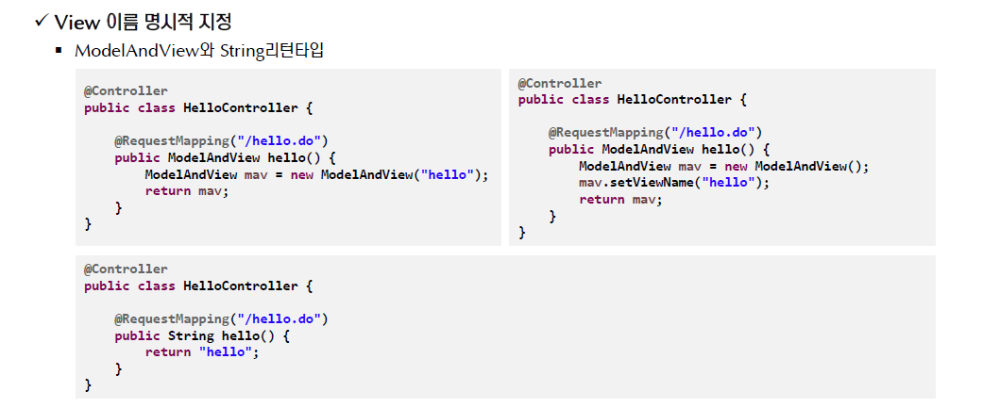 ✓ View 이름 명시적 지정
▪ ModelAndView와 String리턴타입
@Controller
public class HelloController {
@RequestMapping("/hello.do")
public ModelAndView hello() {
ModelAndView mav = new ModelAndView("hello");
return mav;
}
}
@Controller
public class HelloController {
@RequestMapping("/hello.do")
public ModelAndView hello() {
ModelAndView mav = new ModelAndView();
mav.setViewName("hello");
return mav;
}
}
@Controller
public class HelloController {
@RequestMapping("/hello.do")
public String hello() {
return "hello";
}
}